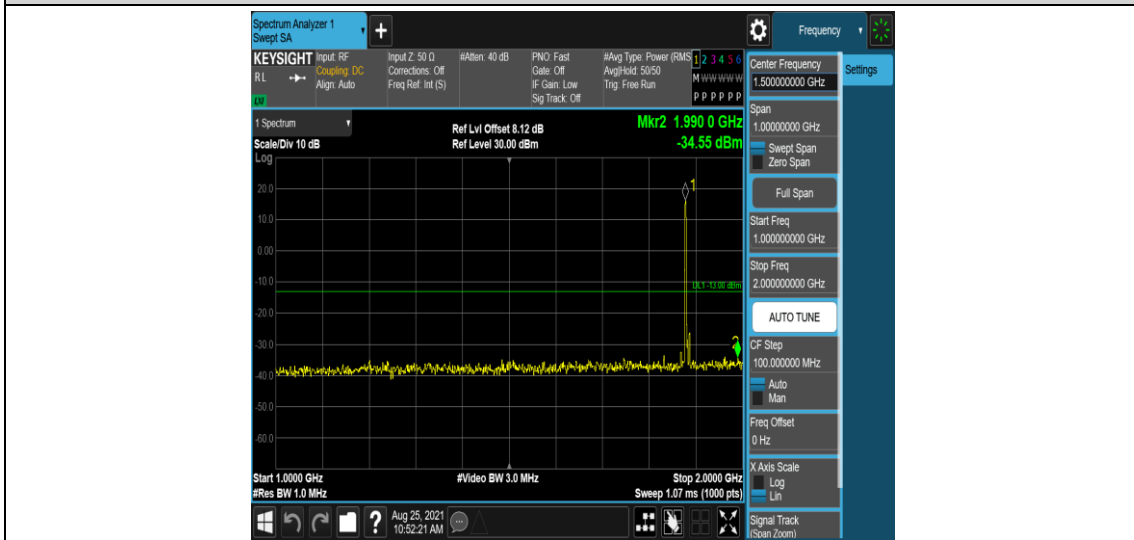 Spectrum Analyzer 1
Swept SA
+
Frequency
KEYSIGHT
RL
Input: RF
Coupling: DC
Align: Auto
Input Z: 50 Ω
Corrections: Off
Freq Ref: Int (S)
#Atten: 40 dB
PNO: Fast
Gate: Off
IF Gain: Low
Sig Track: Off
#Avg Type: Power (RMS
Avg|Hold: 50/50
Trig: Free Run
1 2 3 4 5 6
M W W W W W
P P P P P P
1 Spectrum
Scale/Div 10 dB
Log
Ref Lvl Offset 8.12 dB
Ref Level 30.00 dBm
Mkr2 1.990 0 GHz
-34.55 dBm
20.0
10.0
0.00
-10.0
-20.0
-30.0
-40.0
-50.0
-60.0
1
DL1 -13.00 dBm
2
Start 1.0000 GHz
#Res BW 1.0 MHz
#Video BW 3.0 MHz
Stop 2.0000 GHz
Sweep 1.07 ms (1000 pts)
?
Aug 25, 2021
10:52:21 AM
Center Frequency
1.500000000 GHz
Settings
Span
1.00000000 GHz
Swept Span
Zero Span
Full Span
Start Freq
1.000000000 GHz
Stop Freq
2.000000000 GHz
AUTO TUNE
CF Step
100.000000 MHz
Auto
Man
Freq Offset
0 Hz
X Axis Scale
Log
Lin
Signal Track
(Span Zoom)